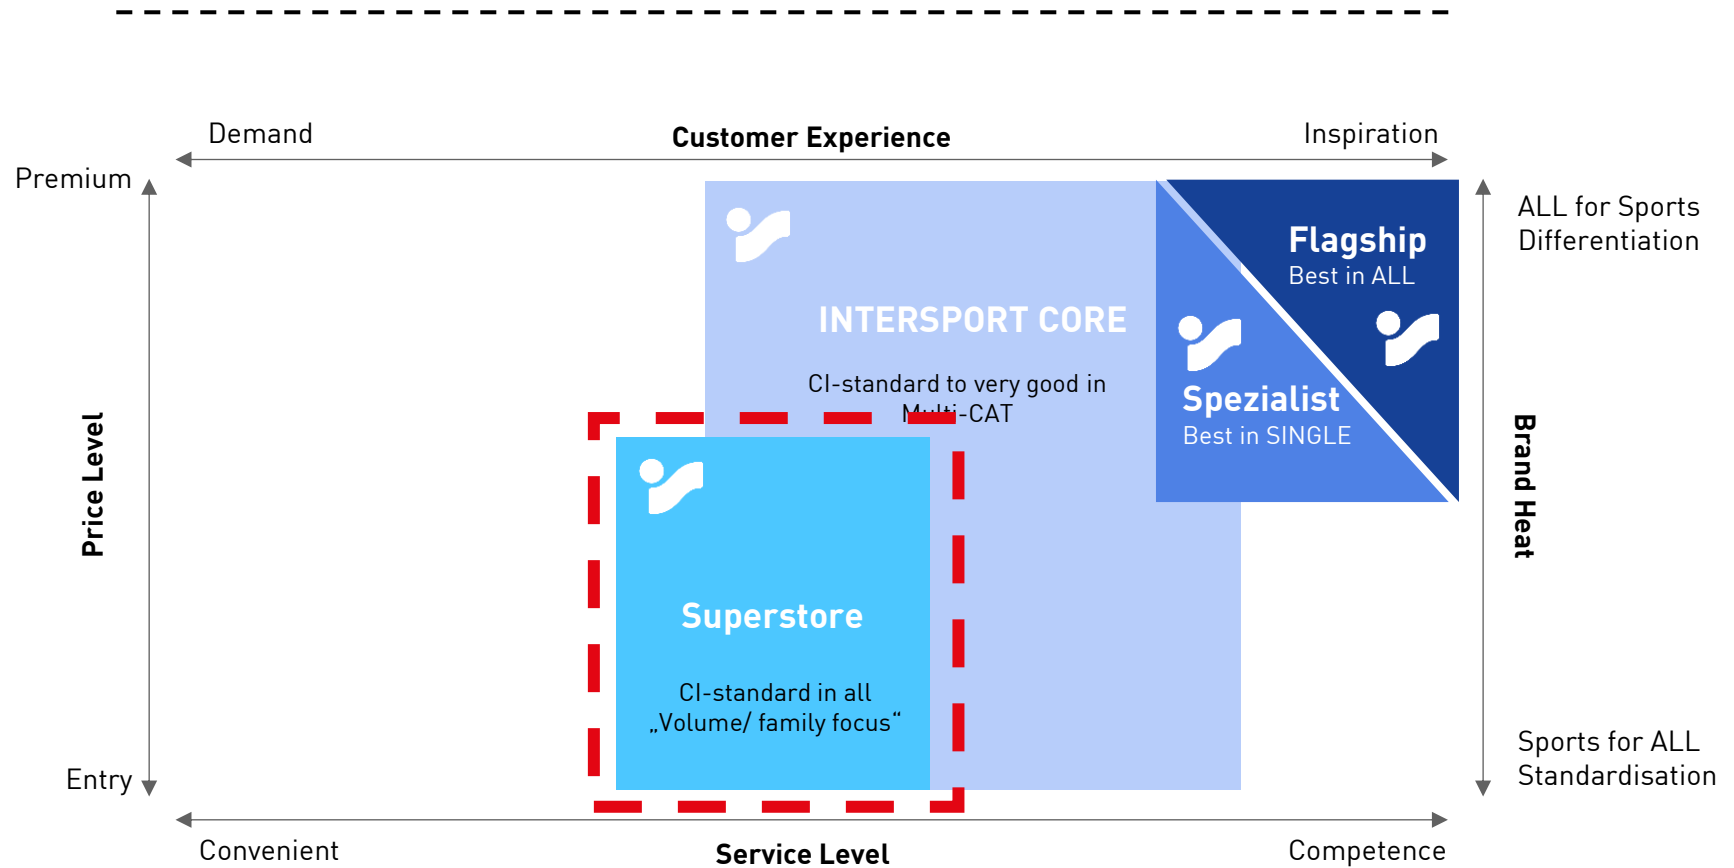 Demand
Customer Experience
Inspiration
Premium
ALL for Sports
Differentiation
Flagship
Best in ALL
INTERSPORT CORE
CI-standard to very good in
Multi-CAT
Spezialist
Best in SINGLE
Price Level
Brand Heat
Superstore
CI-standard in all
„Volume/ family focus“
Sports for ALL
Standardisation
Entry
Convenient
Service Level
Competence